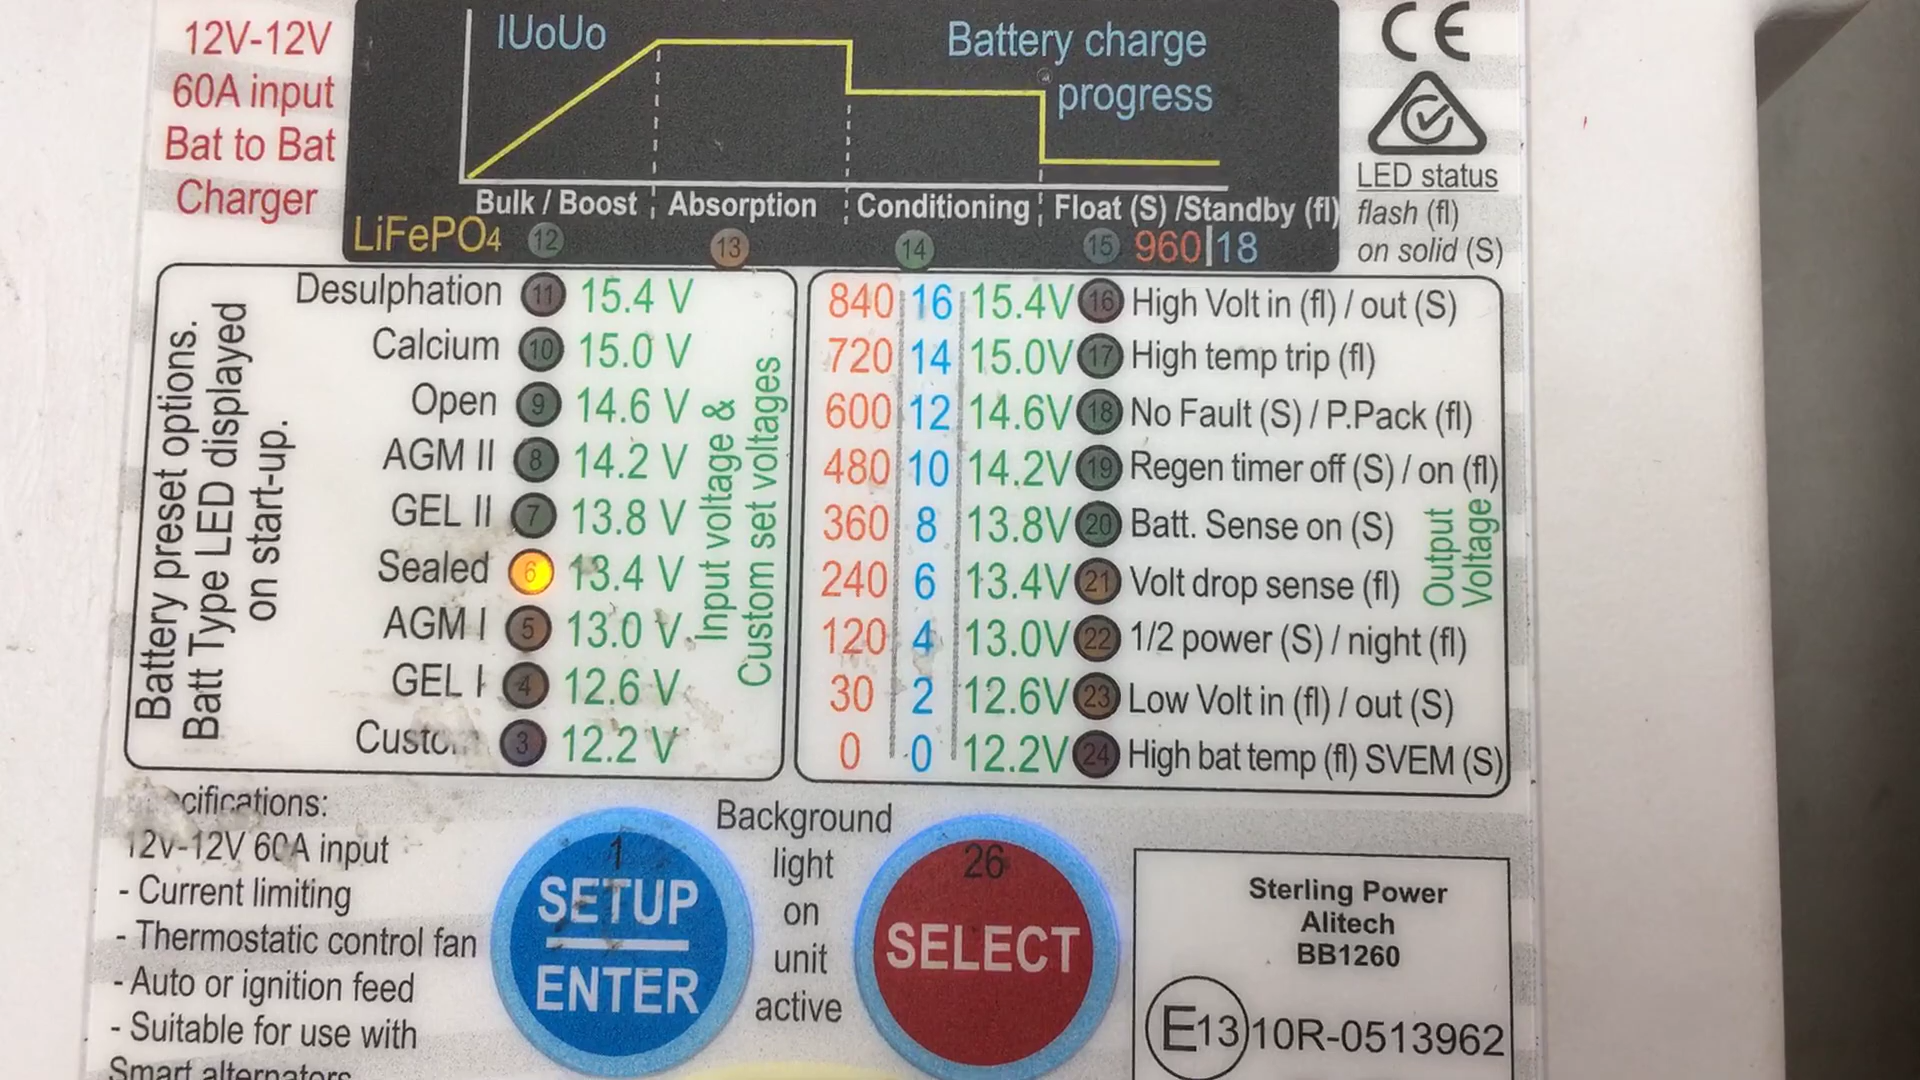 12V-12V
60A input
Bat to Bat
Charger
IUoUo
Battery charge
progress
Bulk / Boost
Absorption
Conditioning
Float (S) /Standby (fl)
LiFePO4
12
13
14
15
960|18
CE
LED status
flash (fl)
on solid (S)
Battery preset options.
Batt Type LED displayed
on start-up.
Desulphation 11 15.4 V
Calcium 10 15.0 V
Open 9 14.6 V
AGM II 8 14.2 V
GEL II 7 13.8 V
Sealed 6 13.4 V
AGM I 5 13.0 V
GEL I 4 12.6 V
3 12.2 V
Input voltage &
Custom set voltages
840 16 15.4V 16 High Volt in (fl) / out (S)
720 14 15.0V 17 High temp trip (fl)
600 12 14.6V 18 No Fault (S) / P.Pack (fl)
480 10 14.2V 19 Regen timer off (S) / on (fl)
360 8 13.8V 20 Batt. Sense on (S)
240 6 13.4V 21 Volt drop sense (fl)
120 4 13.0V 22 1/2 power (S) / night (fl)
30 2 12.6V 23 Low Volt in (fl) / out (S)
0 0 12.2V 24 High bat temp (fl) SVEM (S)
Output
Voltage
12v-12V 60A input
- Current limiting
- Thermostatic control fan
- Auto or ignition feed
- Suitable for use with
Smart alternators
1
SETUP
ENTER
Background
light
on
unit
active
26
SELECT
Sterling Power
Alitech
BB1260
E13 10R-0513962